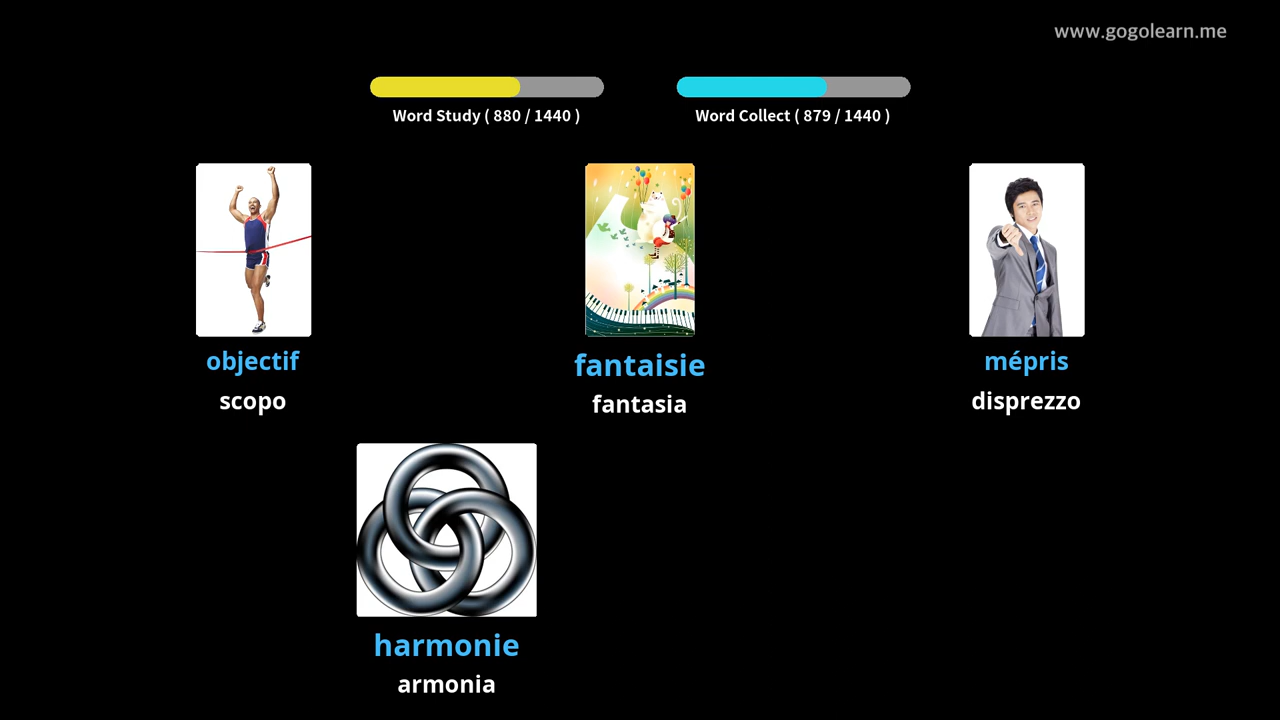 www.gogolearn.me
Word Study ( 880 / 1440 )
Word Collect ( 879 / 1440 )
objectif
scopo
fantaisie
fantasia
mépris
disprezzo
harmonie
armonia